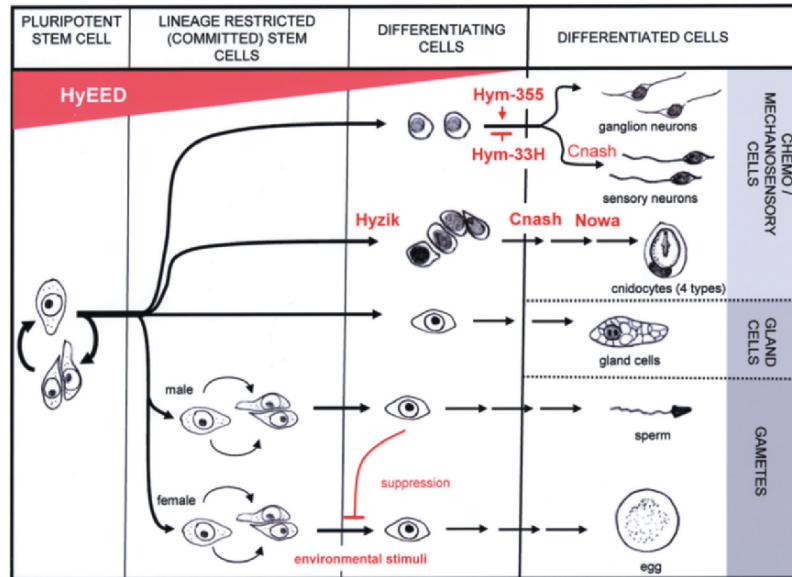 PLURIPOTENT
STEM CELL
LINEAGE RESTRICTED
(COMMITTED) STEM
CELLS
DIFFERENTIATING
CELLS
DIFFERENTIATED CELLS
HyEED
Hym-355
Hym-33H
ganglion neurons
Cnash
sensory neurons
CHEMO /
MECHANOSENSORY
CELLS
Hyzik
Cnash
Nowa
cnidocytes (4 types)
gland cells
GLAND
CELLS
male
sperm
suppression
GAMETES
female
environmental stimuli
egg